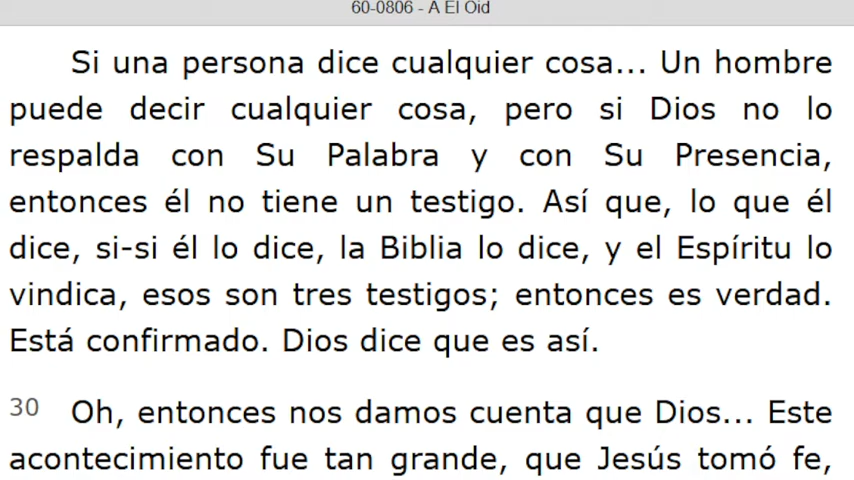 60-0806 - A El Oid
Si una persona dice cualquier cosa... Un hombre
puede decir cualquier cosa, pero si Dios no lo
respalda con Su Palabra y con Su Presencia,
entonces él no tiene un testigo. Así que, lo que él
dice, si-si él lo dice, la Biblia lo dice, y el Espíritu lo
vindica, esos son tres testigos; entonces es verdad.
Está confirmado. Dios dice que es así.
30 Oh, entonces nos damos cuenta que Dios... Este
acontecimiento fue tan grande, que Jesús tomó fe,